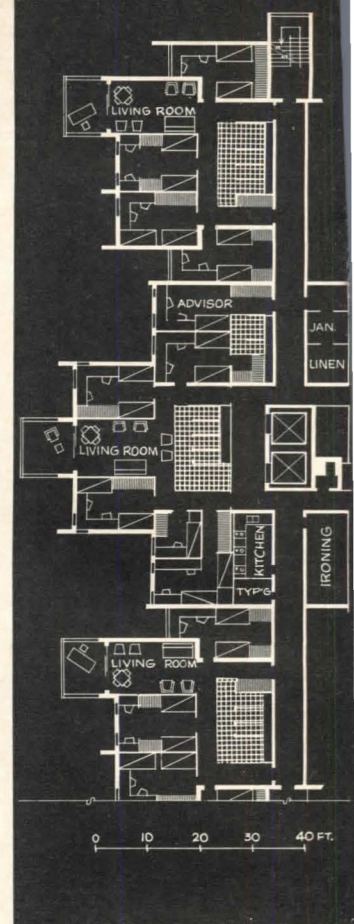 LIVING ROOM
ADVISOR
JAN.
LINEN
LIVING ROOM
KITCHEN
TYP'G
IRONING
LIVING ROOM
0 10 20 30 40 FT.